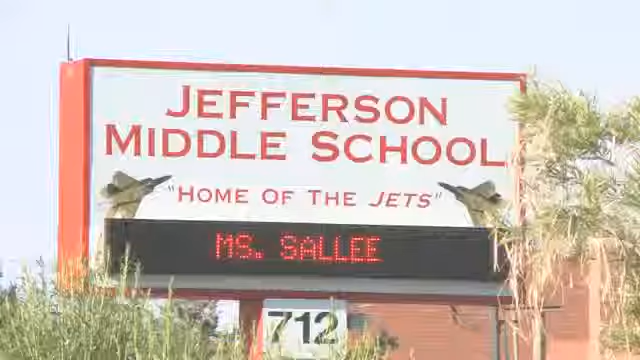 JEFFERSON
MIDDLE SCHOOL
"HOME OF THE JETS"
MS. SALLEE
712